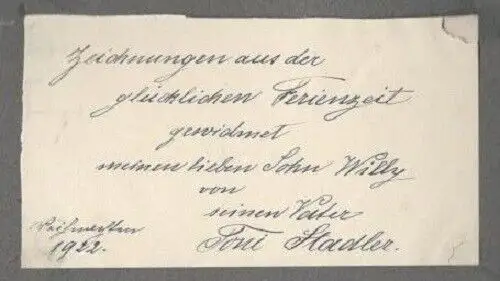 Zeichnungen aus der
glücklichen Ferienzeit
gewidmet
meinen lieben Sohn Willy
von
seinen Vater
Toni Stadler.
Weihnachten
1922.